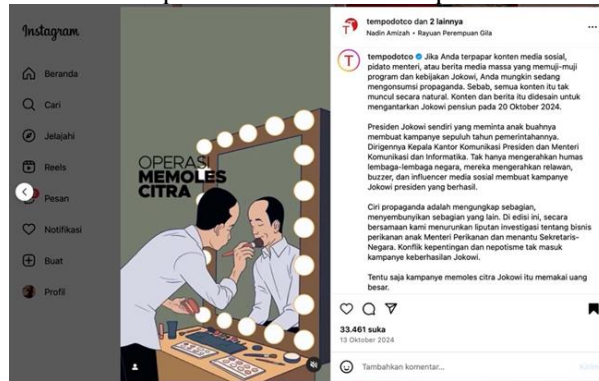 Instagram
Beranda
Cari
Jelajahi
Reels
Pesan
Notifikasi
Buat
Profil
OPERASI
MEMOLES
CITRA
tempodotco dan 2 lainnya
Nadin Amizah • Rayuan Perempuan Gila
tempodotco Jika Anda terpapar konten media sosial,
pidato menteri, atau berita media massa yang memuji-muji
program dan kebijakan Jokowi, Anda mungkin sedang
mengonsumsi propaganda. Sebab, semua konten itu tak
muncul secara natural. Konten dan berita itu didesain untuk
mengantarkan Jokowi pensiun pada 20 Oktober 2024.
Presiden Jokowi sendiri yang meminta anak buahnya
membuat kampanye sepuluh tahun pemerintahannya.
Dirigennya Kepala Kantor Komunikasi Presiden dan Menteri
Komunikasi dan Informatika. Tak hanya mengerahkan humas
lembaga-lembaga negara, mereka mengerahkan relawan,
buzzer, dan influencer media sosial membuat kampanye
Jokowi presiden yang berhasil.
Ciri propaganda adalah mengungkap sebagian,
menyembunyikan sebagian yang lain. Di edisi ini, secara
bersamaan kami menurunkan liputan investigasi tentang bisnis
perikanan anak Menteri Perikanan dan menantu Sekretaris-
Negara. Konflik kepentingan dan nepotisme tak masuk
kampanye keberhasilan Jokowi.
Tentu saja kampanye memoles citra Jokowi itu memakai uang
besar.
33.461 suka
13 Oktober 2024
Tambahkan komentar...